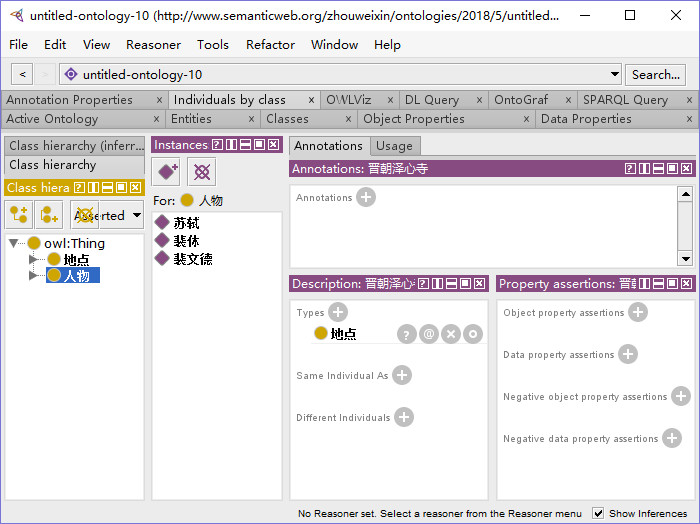 untitled-ontology-10 (http://www.semanticweb.org/zhouweixin/ontologies/2018/5/untitled...
File Edit View Reasoner Tools Refactor Window Help
< > untitled-ontology-10 Search...
Annotation Properties × Individuals by class × OWLViz × DL Query × OntoGraf × SPARQL Query ×
Active Ontology × Entities × Classes × Object Properties × Data Properties ×
Class hierarchy (inferr...
Class hierarchy
Class hiera
Asserted
owl:Thing
地点
人物
Instances
For: 人物
苏轼
裴休
裴文德
Annotations Usage
Annotations: 晋朝泽心寺
Annotations
Description: 晋朝泽心
Types
地点
Same Individual As
Different Individuals
Property assertions: 晋朝
Object property assertions
Data property assertions
Negative object property assertions
Negative data property assertions
No Reasoner set. Select a reasoner from the Reasoner menu Show Inferences